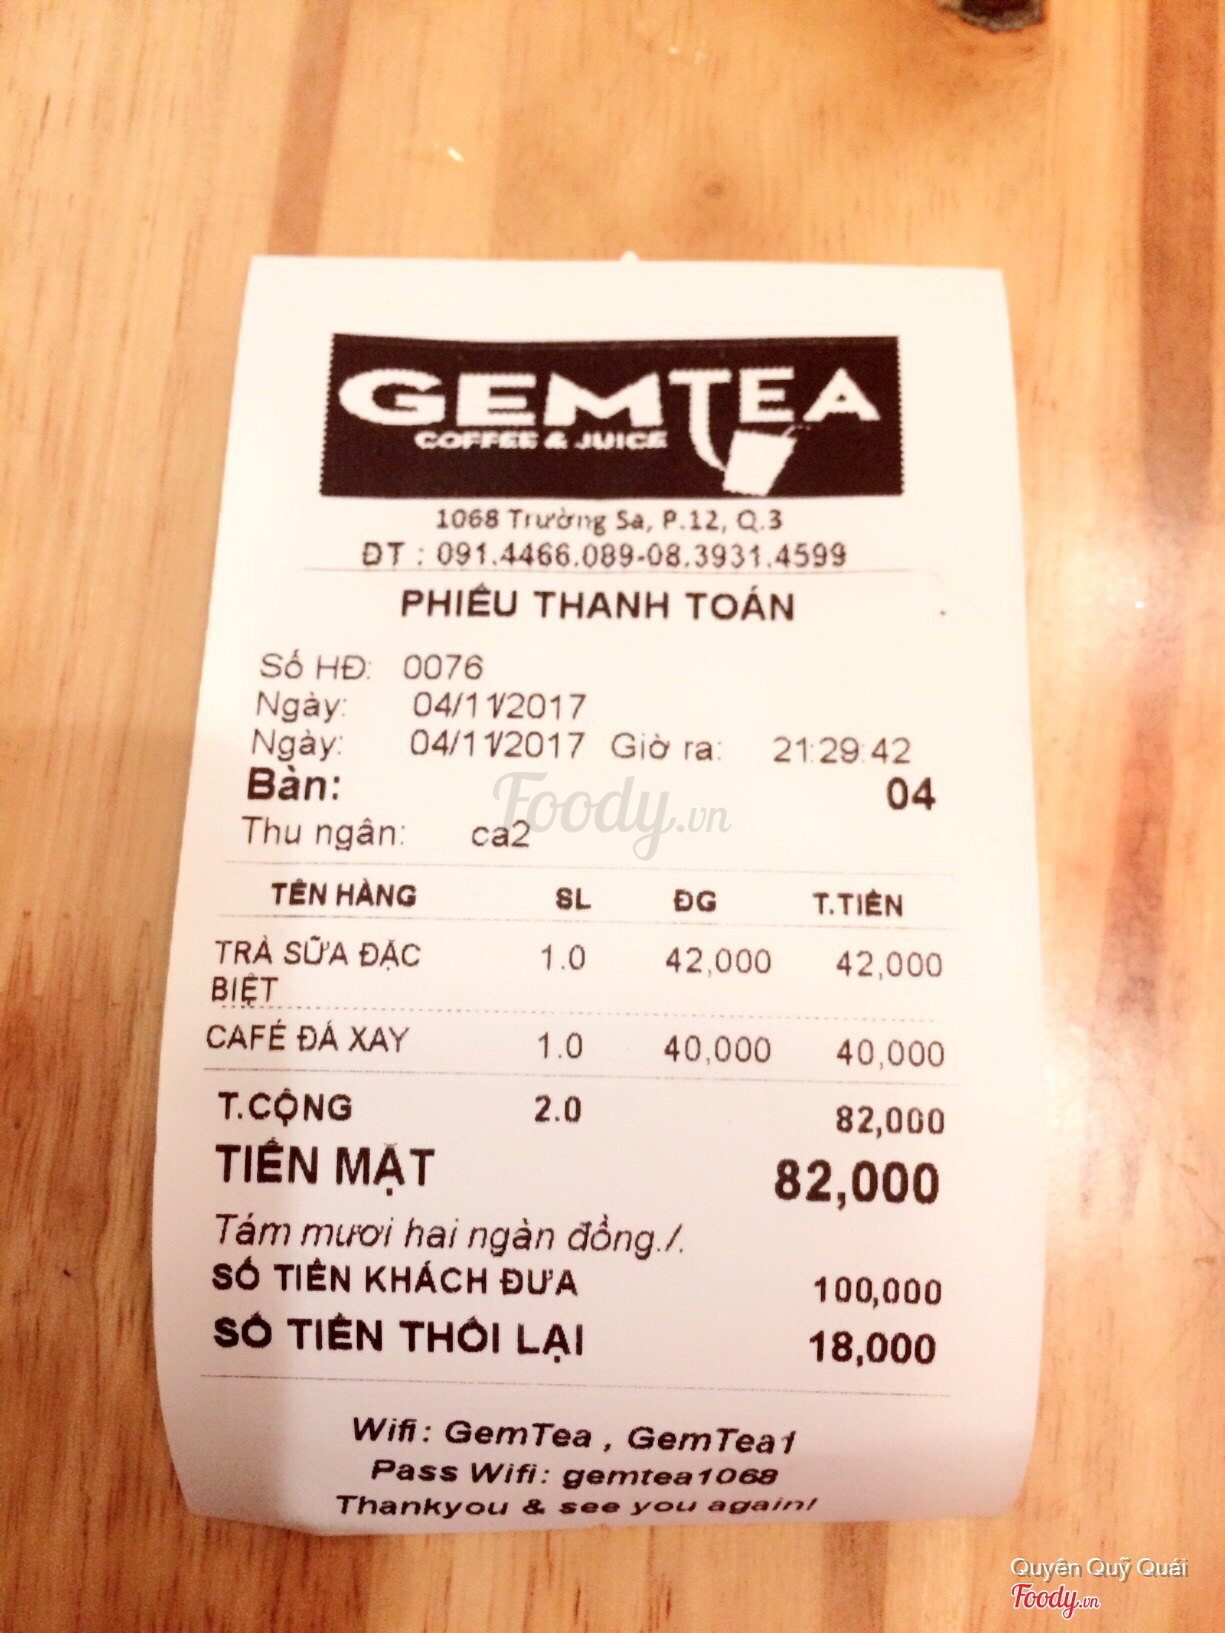 GEMTEA
COFFEE & JUICE
1068 Trường Sa, P.12, Q.3
ĐT : 091.4466.089-08.3931.4599
PHIẾU THANH TOÁN
Số HĐ: 0076
Ngày: 04/11/2017
Ngày: 04/11/2017 Giờ ra: 21:29:42
Bàn: 04
Thu ngân: ca2
TÊN HÀNG SL ĐG T.TIỀN
TRÀ SỮA ĐẶC 1.0 42,000 42,000
BIỆT
CAFÉ ĐÁ XAY 1.0 40,000 40,000
T.CỘNG 2.0 82,000
TIỀN MẶT 82,000
Tám mươi hai ngàn đồng./.
SỐ TIỀN KHÁCH ĐƯA 100,000
SỐ TIỀN THỐI LẠI 18,000
Wifi: GemTea , GemTea1
Pass Wifi: gemtea1068
Thankyou & see you again!
Foody.vn
Quyên Quỹ Quái
Foody.vn